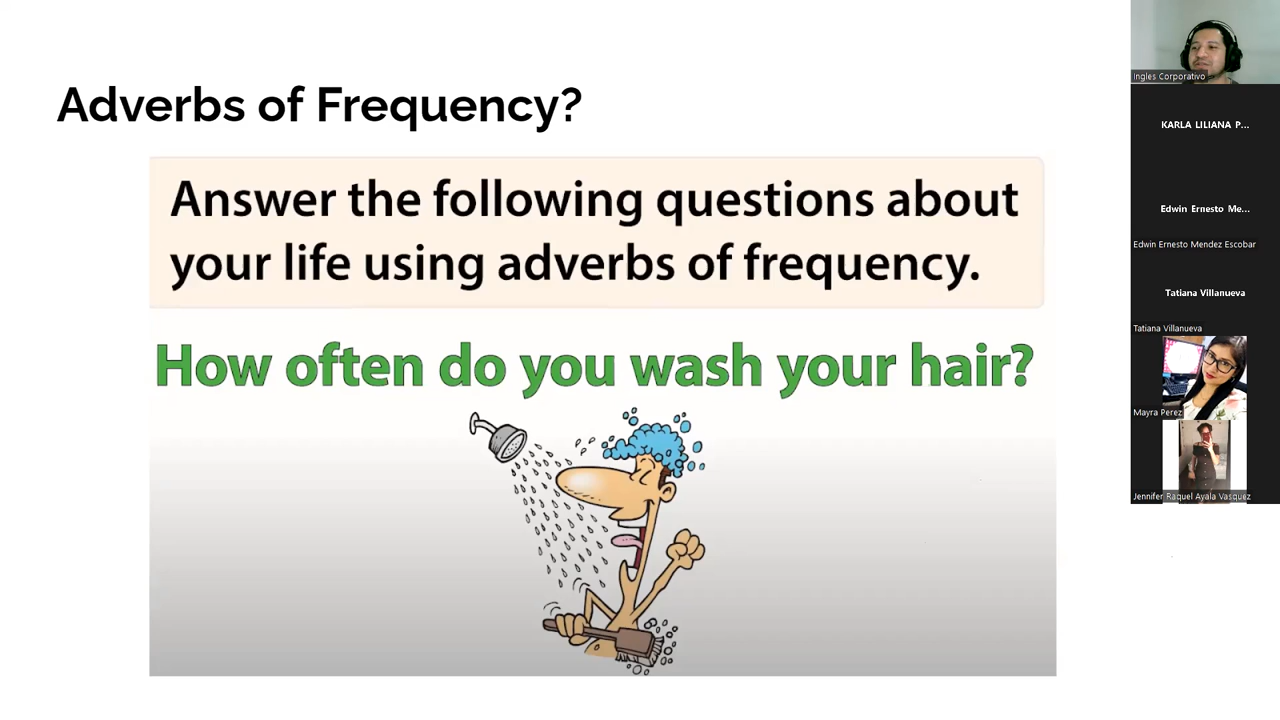 Adverbs of Frequency?
Answer the following questions about
your life using adverbs of frequency.
How often do you wash your hair?
Ingles Corporativo
KARLA LILIANA P...
Edwin Ernesto Me...
Edwin Ernesto Mendez Escobar
Tatiana Villanueva
Tatiana Villanueva
Mayra Perez
Jennifer Raquel Ayala Vasquez